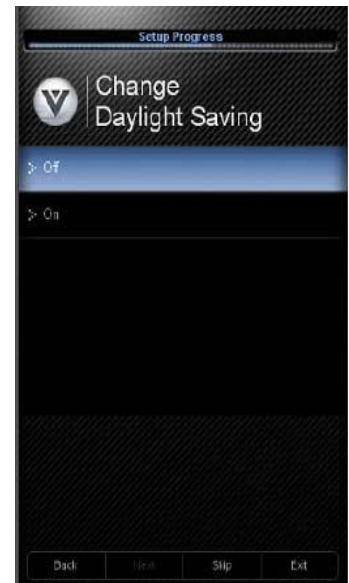 Setup Progress
V
Change
Daylight Saving
> Off
> On
Back Next Skip Exit